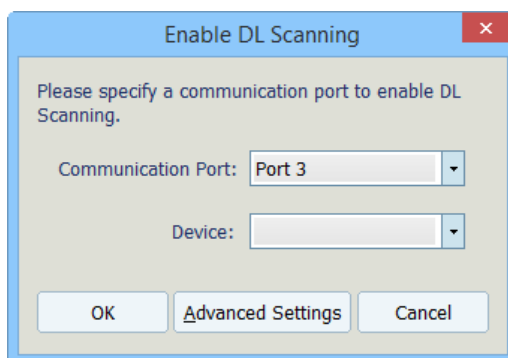 Enable DL Scanning
Please specify a communication port to enable DL
Scanning.
Communication Port: Port 3
Device:
OK Advanced Settings Cancel